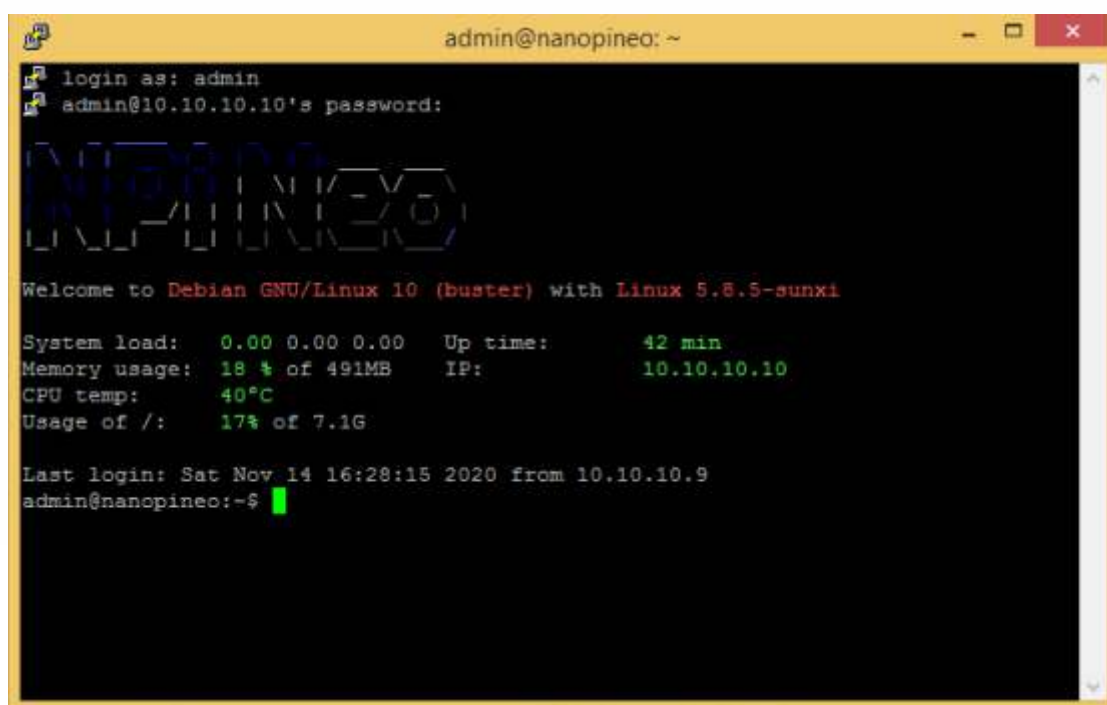 admin@nanopineo: ~
login as: admin
admin@10.10.10.10's password:
NPi Neo
Welcome to Debian GNU/Linux 10 (buster) with Linux 5.8.5-sunxi
System load: 0.00 0.00 0.00 Up time: 42 min
Memory usage: 18 % of 491MB IP: 10.10.10.10
CPU temp: 40°C
Usage of /: 17% of 7.1G
Last login: Sat Nov 14 16:28:15 2020 from 10.10.10.9
admin@nanopineo:~$